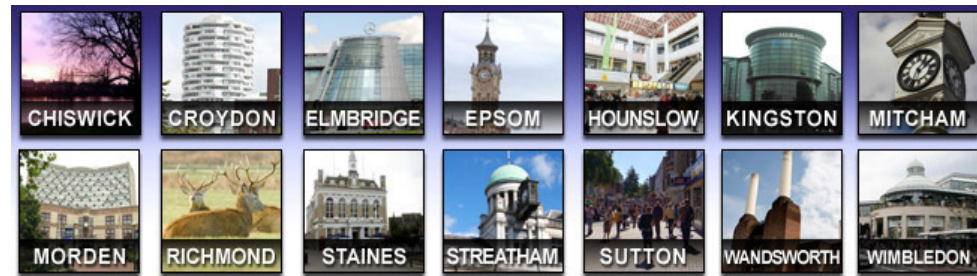 CHISWICK
CROYDON
ELMBRIDGE
EPSOM
HOUNSLOW
KINGSTON
MITCHAM
MORDEN
RICHMOND
STAINES
STREATHAM
SUTTON
WANDSWORTH
WIMBLEDON